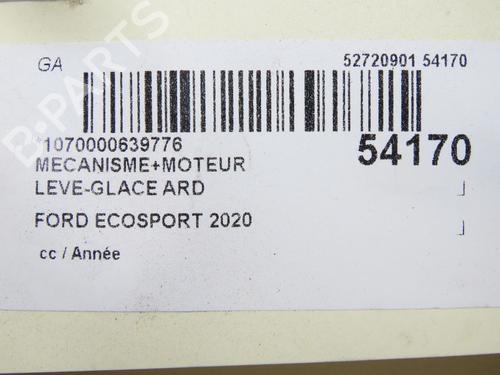 GA
52720901 54170
*1070000639776
54170
MECANISME+MOTEUR
LEVE-GLACE ARD
FORD ECOSPORT 2020
cc / Année
B-PARTS